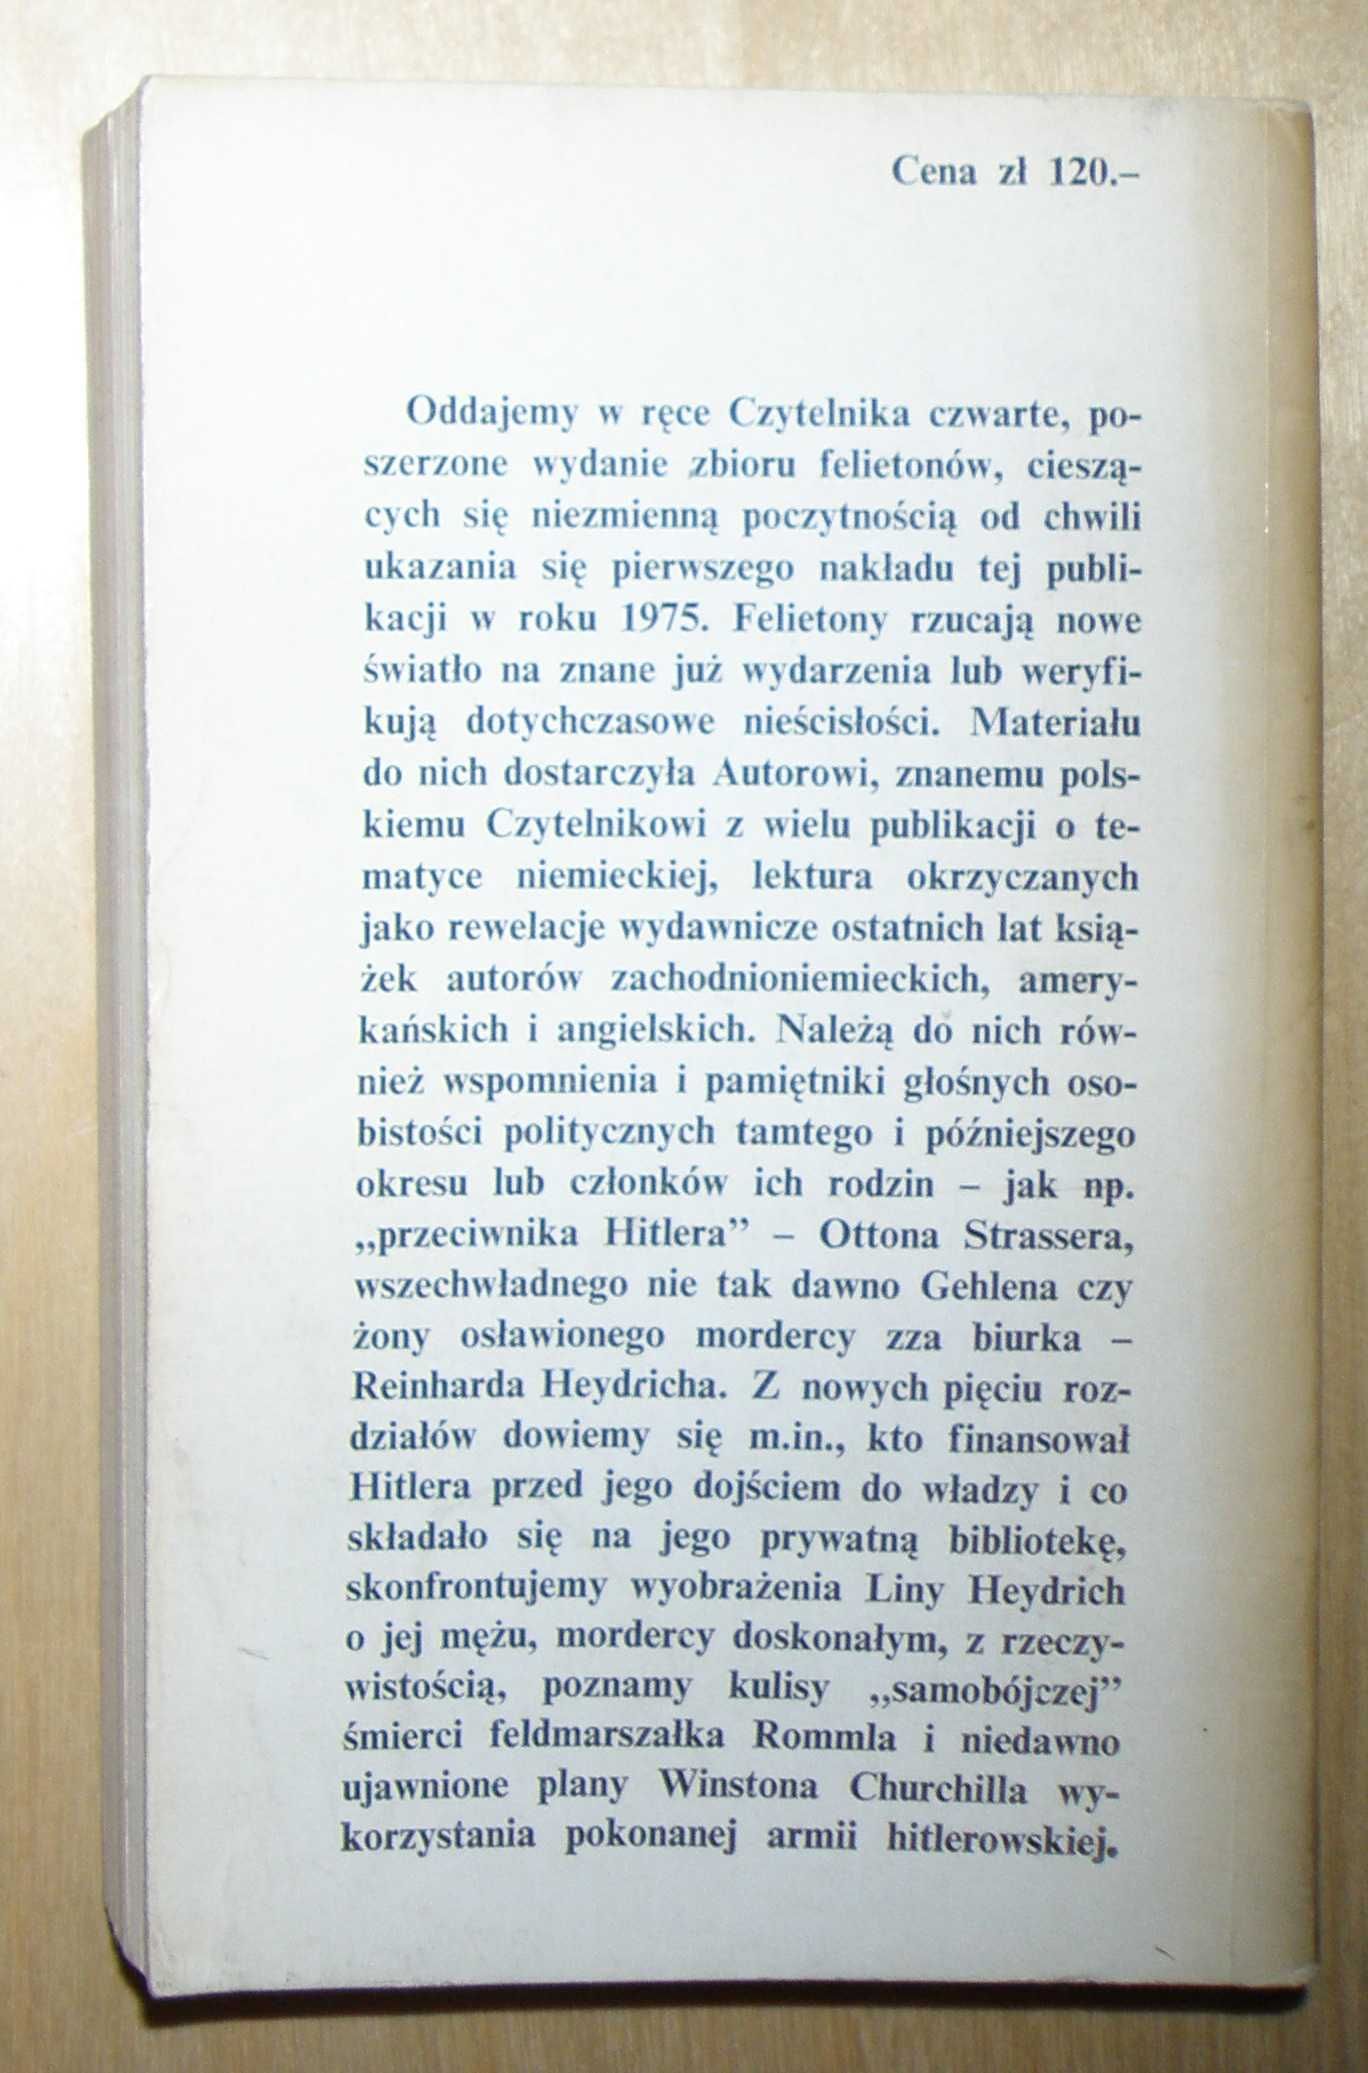 Cena zł 120.–
Oddajemy w ręce Czytelnika czwarte, po-
szerzone wydanie zbioru felietonów, cieszą-
cych się niezmienną poczytnością od chwili
ukazania się pierwszego nakładu tej publi-
kacji w roku 1975. Felietony rzucają nowe
światło na znane już wydarzenia lub weryfi-
kują dotychczasowe nieścisłości. Materiału
do nich dostarczyła Autorowi, znanemu pols-
kiemu Czytelnikowi z wielu publikacji o te-
matyce niemieckiej, lektura okrzyczanych
jako rewelacje wydawnicze ostatnich lat ksią-
żek autorów zachodnioniemieckich, amery-
kańskich i angielskich. Należą do nich rów-
nież wspomnienia i pamiętniki głośnych oso-
bistości politycznych tamtego i późniejszego
okresu lub członków ich rodzin – jak np.
„przeciwnika Hitlera” – Ottona Strassera,
wszechwładnego nie tak dawno Gehlena czy
żony osławionego mordercy zza biurka –
Reinharda Heydricha. Z nowych pięciu roz-
działów dowiemy się m.in., kto finansował
Hitlera przed jego dojściem do władzy i co
składało się na jego prywatną bibliotekę,
skonfrontujemy wyobrażenia Liny Heydrich
o jej mężu, mordercy doskonałym, z rzeczy-
wistością, poznamy kulisy „samobójczej”
śmierci feldmarszałka Rommla i niedawno
ujawnione plany Winstona Churchilla wy-
korzystania pokonanej armii hitlerowskiej.